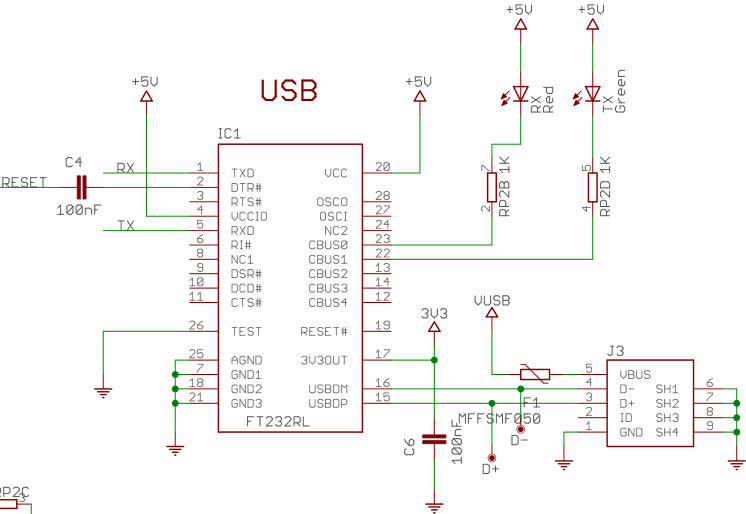 +5V +5V
+5V USB +5V
RX
Red
TX
Green
IC1
C4
RESET
100nF
RX 1 TXD VCC 20
2 DTR#
3 RTS# OSCO 28
4 VCCIO OSCI 27
TX 5 RXD NC2 24
6 RI# CBUS0 23
8 NC1 CBUS1 22
9 DSR# CBUS2 13
10 DCD# CBUS3 14
11 CTS# CBUS4 12
26 TEST RESET# 19
25 AGND 3V3OUT 17
7 GND1
18 GND2 USBDM 16
21 GND3 USBDP 15
FT232RL
7 2 RP2B 1K
5 4 RP2D 1K
3V3
VUSB
C6
100nF
F1
MFFSMF050
D-
D+
J3
5 VBUS
4 D- SH1 6
3 D+ SH2 7
2 ID SH3 8
1 GND SH4 9
RP2C
3